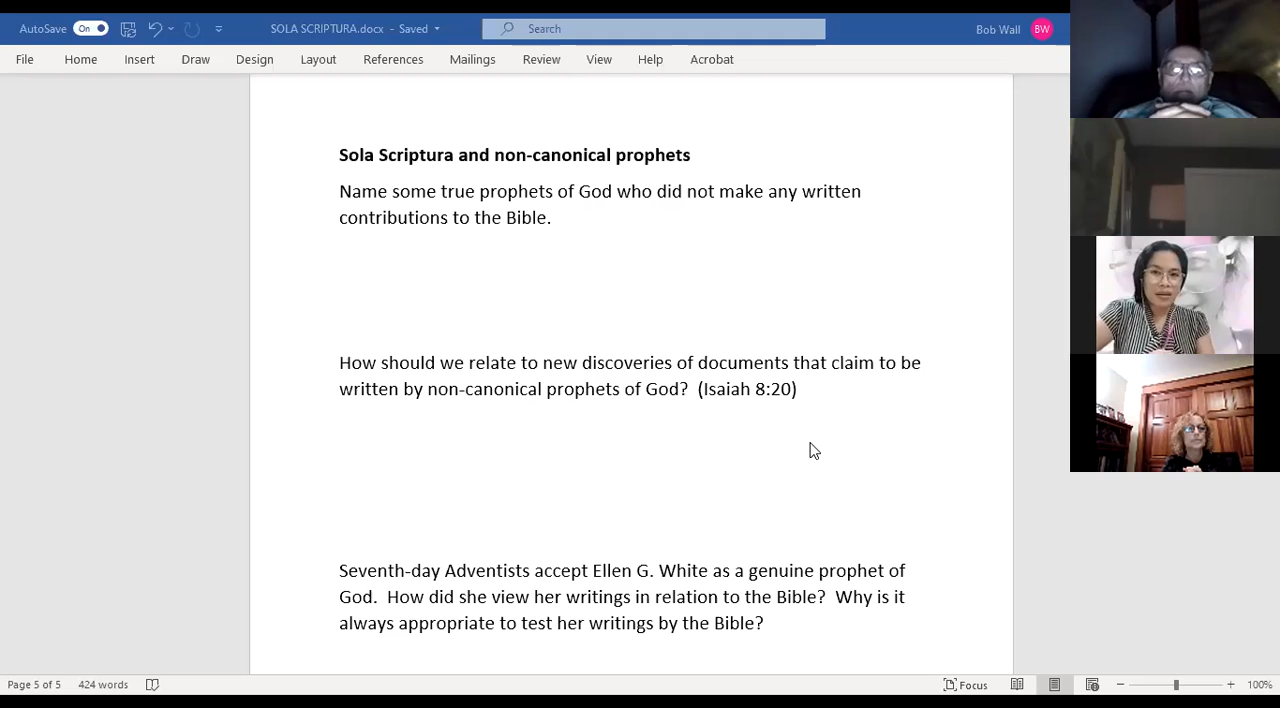 AutoSave On SOLA SCRIPTURA.docx - Saved Search Bob Wall BW
File Home Insert Draw Design Layout References Mailings Review View Help Acrobat
Sola Scriptura and non-canonical prophets
Name some true prophets of God who did not make any written
contributions to the Bible.
How should we relate to new discoveries of documents that claim to be
written by non-canonical prophets of God?  (Isaiah 8:20)
Seventh-day Adventists accept Ellen G. White as a genuine prophet of
God.  How did she view her writings in relation to the Bible?  Why is it
always appropriate to test her writings by the Bible?
Page 5 of 5 424 words Focus 100%